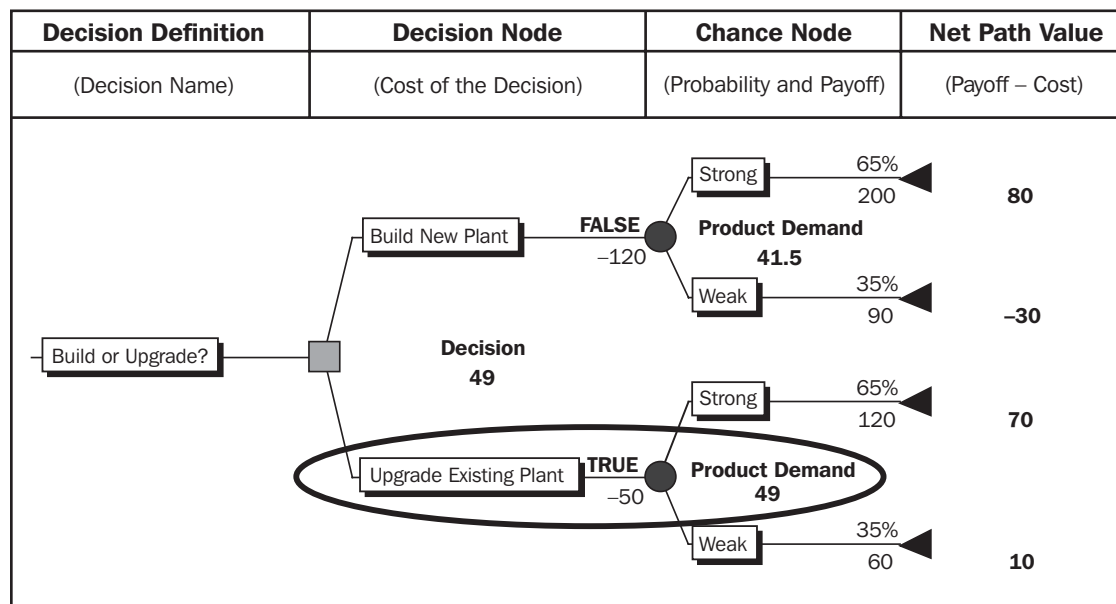 Decision Definition Decision Node Chance Node Net Path Value
(Decision Name) (Cost of the Decision) (Probability and Payoff) (Payoff – Cost)
Strong 65%
200 80
Build New Plant FALSE Product Demand
–120 41.5
Weak 35%
90 –30
Build or Upgrade? Decision
49
Strong 65%
120 70
Upgrade Existing Plant TRUE Product Demand
–50 49
Weak 35%
60 10